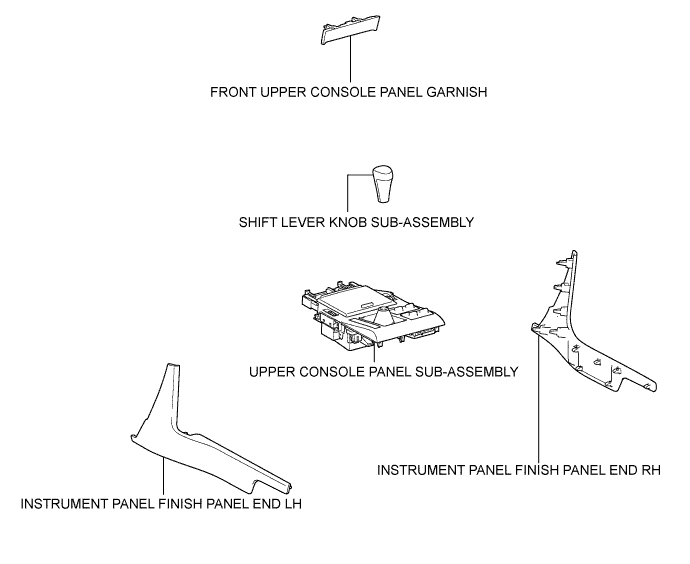 FRONT UPPER CONSOLE PANEL GARNISH
SHIFT LEVER KNOB SUB-ASSEMBLY
UPPER CONSOLE PANEL SUB-ASSEMBLY
INSTRUMENT PANEL FINISH PANEL END RH
INSTRUMENT PANEL FINISH PANEL END LH